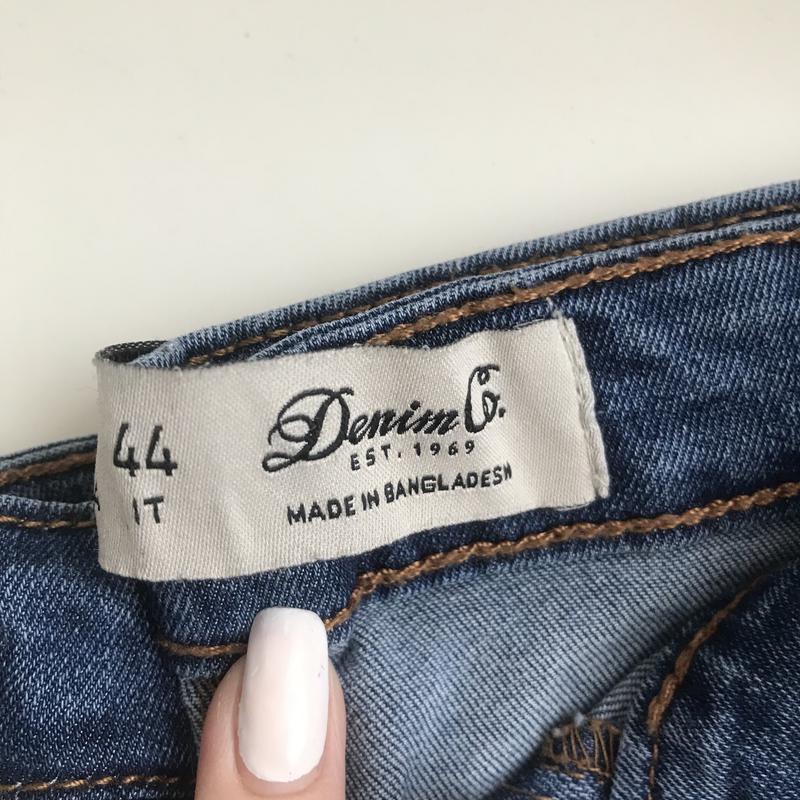 44
IT
Denim Co.
EST. 1969
MADE IN BANGLADESH